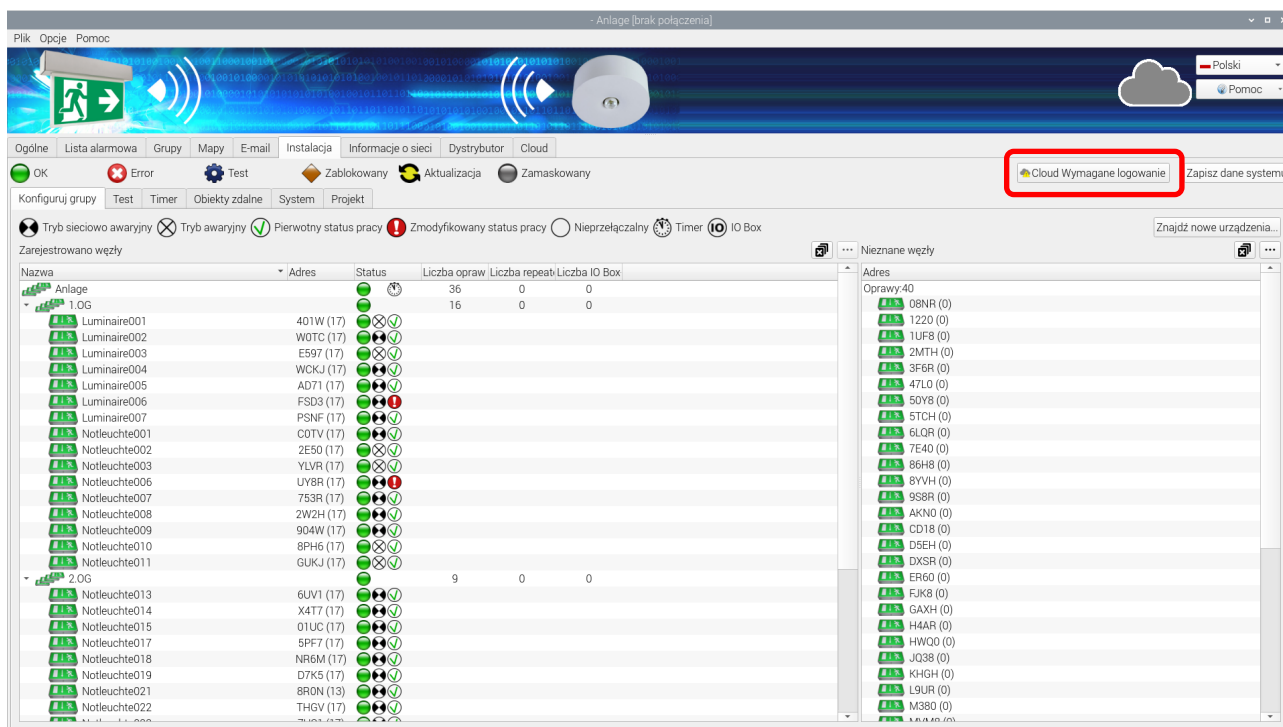 - Anlage [brak połączenia]
Plik Opcje Pomoc
Polski
Pomoc
Ogólne Lista alarmowa Grupy Mapy E-mail Instalacja Informacje o sieci Dystrybutor Cloud
OK Error Test Zablokowany Aktualizacja Zamaskowany Cloud Wymagane logowanie Zapisz dane systemu
Konfiguruj grupy Test Timer Obiekty zdalne System Projekt
Tryb sieciowo awaryjny Tryb awaryjny Pierwotny status pracy Zmodyfikowany status pracy Nieprzełączalny Timer IO IO Box Znajdź nowe urządzenia...
Zarejestrowano węzły ... Nieznane węzły ...
Nazwa Adres Status Liczba opraw Liczba repeat Liczba IO Box Adres
Anlage 36 0 0 Oprawy:40
1.OG 16 0 0 08NR (0)
Luminaire001 401W (17) 1220 (0)
Luminaire002 W0TC (17) 1UF8 (0)
Luminaire003 E597 (17) 2MTH (0)
Luminaire004 WCKJ (17) 3F6R (0)
Luminaire005 AD71 (17) 47L0 (0)
Luminaire006 FSD3 (17) 50Y8 (0)
Luminaire007 PSNF (17) 5TCH (0)
Notleuchte001 C0TV (17) 6LQR (0)
Notleuchte002 2E50 (17) 7E40 (0)
Notleuchte003 YLVR (17) 86H8 (0)
Notleuchte006 UY8R (17) 8YVH (0)
Notleuchte007 753R (17) 9S8R (0)
Notleuchte008 2W2H (17) AKN0 (0)
Notleuchte009 904W (17) CD18 (0)
Notleuchte010 8PH6 (17) D5EH (0)
Notleuchte011 GUKJ (17) DXSR (0)
2.OG 9 0 0 ER60 (0)
Notleuchte013 6UV1 (17) FJK8 (0)
Notleuchte014 X4T7 (17) GAXH (0)
Notleuchte015 01UC (17) H4AR (0)
Notleuchte017 5PF7 (17) HWQ0 (0)
Notleuchte018 NR6M (17) JQ38 (0)
Notleuchte019 D7K5 (17) KHGH (0)
Notleuchte021 8R0N (13) L9UR (0)
Notleuchte022 THGV (17) M380 (0)